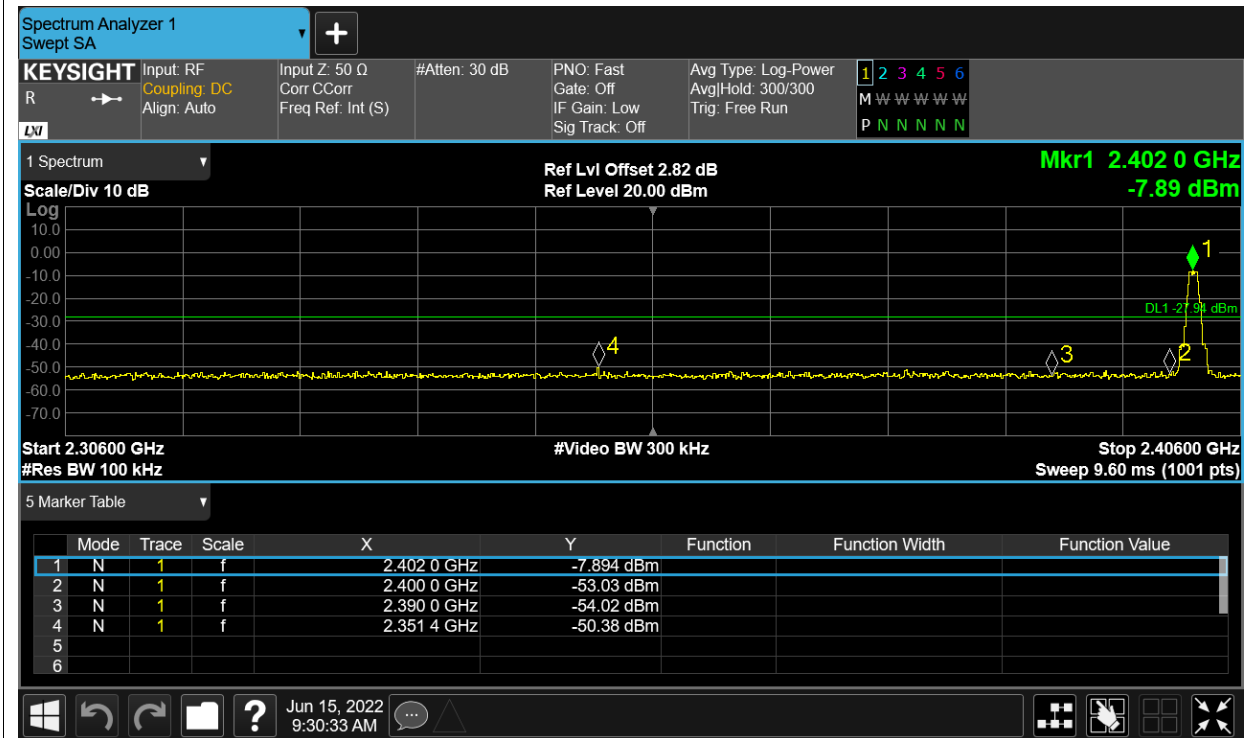 Spectrum Analyzer 1
Swept SA
KEYSIGHT
R
LXI
Input: RF
Coupling: DC
Align: Auto
Input Z: 50 Ω
Corr CCorr
Freq Ref: Int (S)
#Atten: 30 dB
PNO: Fast
Gate: Off
IF Gain: Low
Sig Track: Off
Avg Type: Log-Power
Avg|Hold: 300/300
Trig: Free Run
1 2 3 4 5 6
M W W W W W
P N N N N N
1 Spectrum
Scale/Div 10 dB
Ref Lvl Offset 2.82 dB
Ref Level 20.00 dBm
Mkr1 2.402 0 GHz
-7.89 dBm
Log
10.0
0.00
-10.0
-20.0
-30.0
-40.0
-50.0
-60.0
-70.0
1
DL1 -27.94 dBm
4
3
2
Start 2.30600 GHz
#Res BW 100 kHz
#Video BW 300 kHz
Stop 2.40600 GHz
Sweep 9.60 ms (1001 pts)
5 Marker Table
Mode Trace Scale X Y Function Function Width Function Value
1 N 1 f 2.402 0 GHz -7.894 dBm
2 N 1 f 2.400 0 GHz -53.03 dBm
3 N 1 f 2.390 0 GHz -54.02 dBm
4 N 1 f 2.351 4 GHz -50.38 dBm
5
6
?
Jun 15, 2022
9:30:33 AM